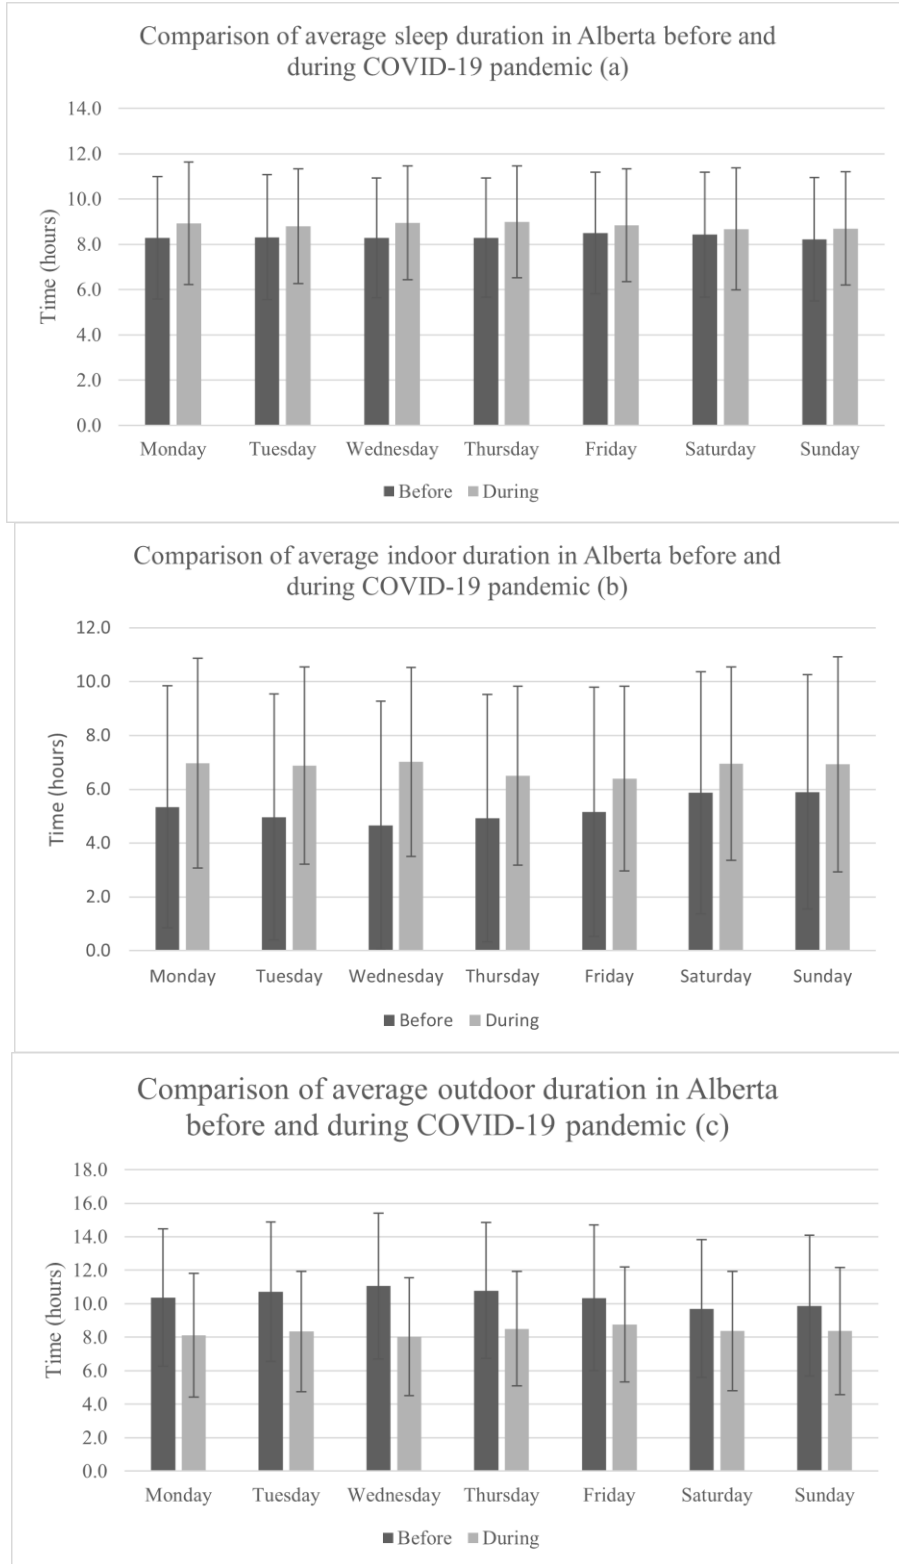 Comparison of average sleep duration in Alberta before and
during COVID-19 pandemic (a)
14.0
12.0
10.0
8.0
6.0
4.0
2.0
0.0
Time (hours)
Monday Tuesday Wednesday Thursday Friday Saturday Sunday
Before During
Comparison of average indoor duration in Alberta before and
during COVID-19 pandemic (b)
12.0
10.0
8.0
6.0
4.0
2.0
0.0
Time (hours)
Monday Tuesday Wednesday Thursday Friday Saturday Sunday
Before During
Comparison of average outdoor duration in Alberta
before and during COVID-19 pandemic (c)
18.0
16.0
14.0
12.0
10.0
8.0
6.0
4.0
2.0
0.0
Time (hours)
Monday Tuesday Wednesday Thursday Friday Saturday Sunday
Before During